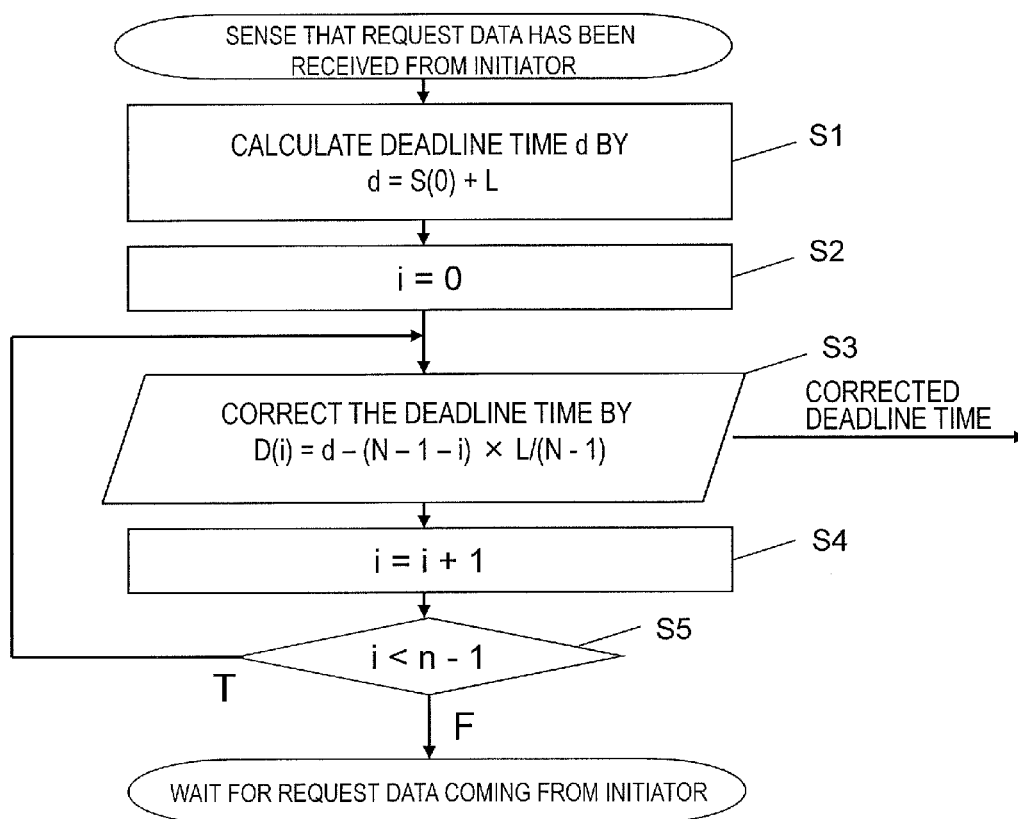 SENSE THAT REQUEST DATA HAS BEEN
RECEIVED FROM INITIATOR
CALCULATE DEADLINE TIME d BY
d = S(0) + L
S1
i = 0
S2
S3
CORRECT THE DEADLINE TIME BY
D(i) = d – (N – 1 – i) × L/(N - 1)
CORRECTED
DEADLINE TIME
i = i + 1
S4
S5
i < n - 1
T
F
WAIT FOR REQUEST DATA COMING FROM INITIATOR